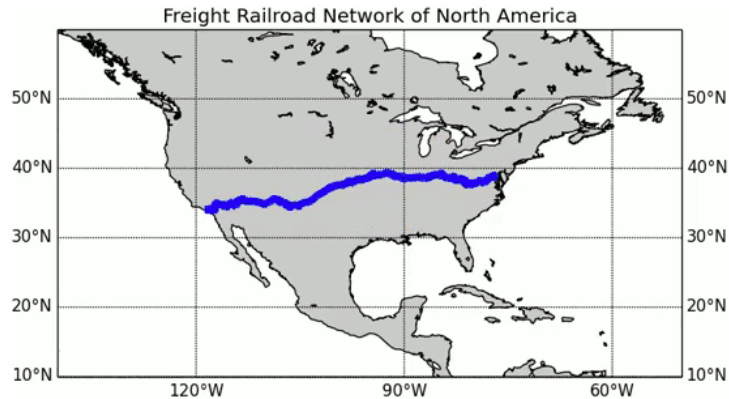 Freight Railroad Network of North America
50°N 50°N
40°N 40°N
30°N 30°N
20°N 20°N
10°N 10°N
120°W 90°W 60°W